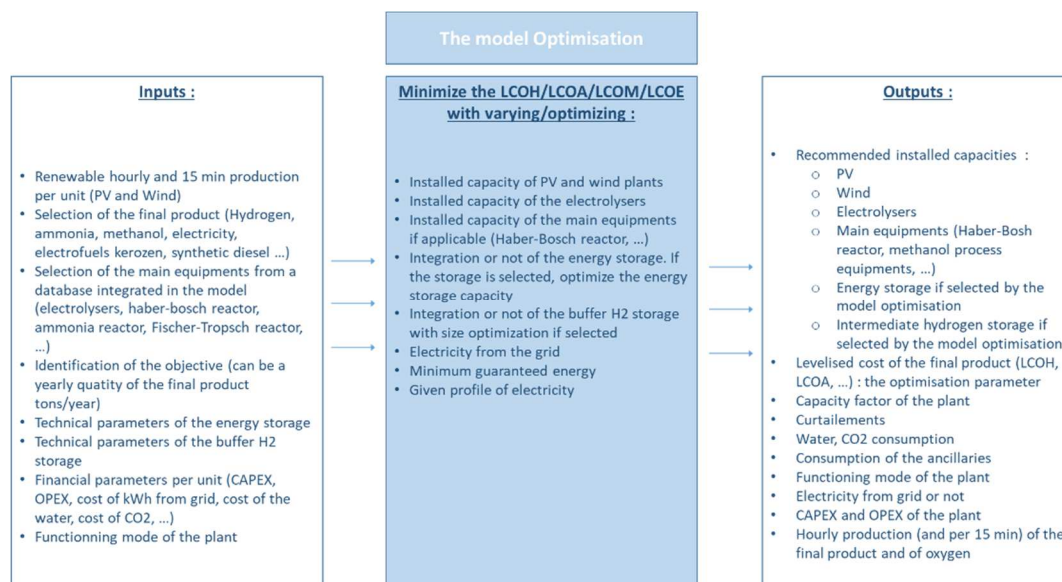 The model Optimisation
Inputs :
• Renewable hourly and 15 min production
per unit (PV and Wind)
• Selection of the final product (Hydrogen,
ammonia, methanol, electricity,
electrofuels kerozen, synthetic diesel ...)
• Selection of the main equipments from a
database integrated in the model
(electrolysers, haber-bosch reactor,
ammonia reactor, Fischer-Tropsch reactor,
...)
• Identification of the objective (can be a
yearly quatity of the final product
tons/year)
• Technical parameters of the energy storage
• Technical parameters of the buffer H2
storage
• Financial parameters per unit (CAPEX,
OPEX, cost of kWh from grid, cost of the
water, cost of CO2, ...)
• Functionning mode of the plant
Minimize the LCOH/LCOA/LCOM/LCOE
with varying/optimizing :
• Installed capacity of PV and wind plants
• Installed capacity of the electrolysers
• Installed capacity of the main equipments
if applicable (Haber-Bosch reactor, ...)
• Integration or not of the energy storage. If
the storage is selected, optimize the energy
storage capacity
• Integration or not of the buffer H2 storage
with size optimization if selected
• Electricity from the grid
• Minimum guaranteed energy
• Given profile of electricity
Outputs :
• Recommended installed capacities :
o PV
o Wind
o Electrolysers
o Main equipments (Haber-Bosh
reactor, methanol process
equipments, ...)
o Energy storage if selected by the
model optimisation
o Intermediate hydrogen storage if
selected by the model optimisation
• Levelised cost of the final product (LCOH,
LCOA, ...) : the optimisation parameter
• Capacity factor of the plant
• Curtailements
• Water, CO2 consumption
• Consumption of the ancillaries
• Functioning mode of the plant
• Electricity from grid or not
• CAPEX and OPEX of the plant
• Hourly production (and per 15 min) of the
final product and of oxygen